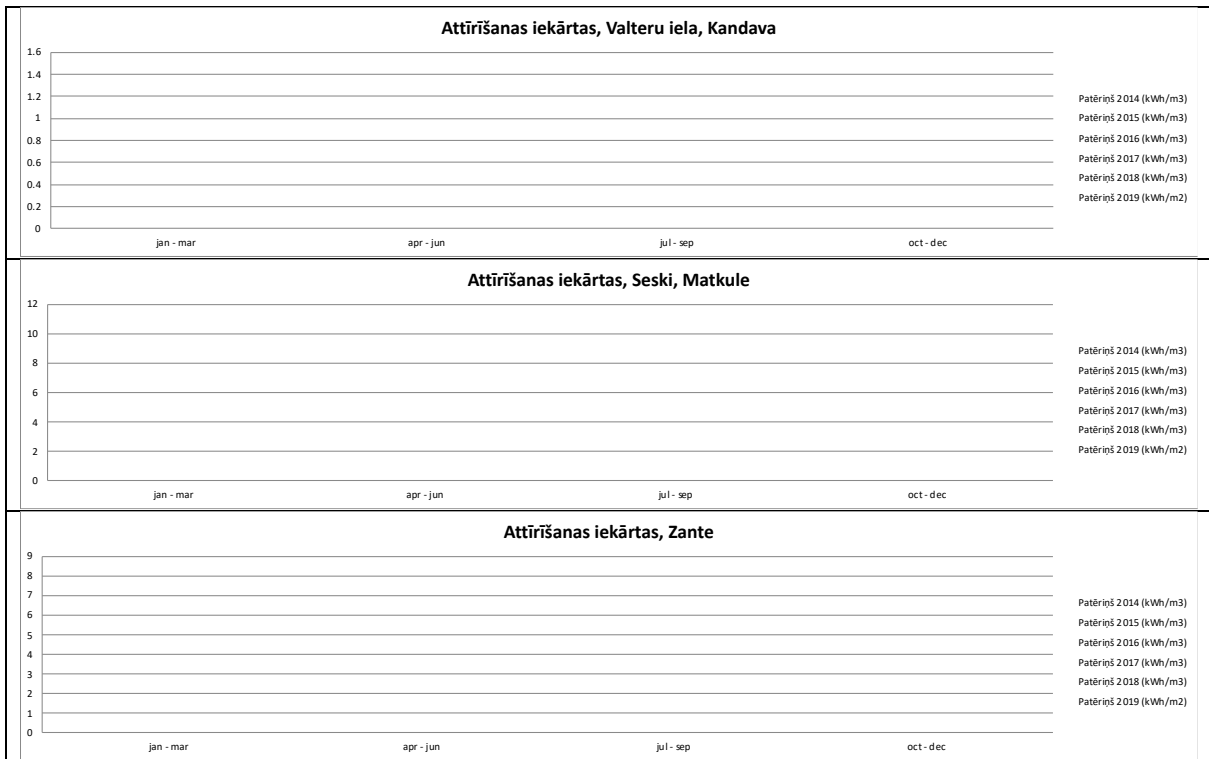 Attīrīšanas iekārtas, Valteru iela, Kandava
1.6
1.4
1.2
1
0.8
0.6
0.4
0.2
0
jan - mar
apr - jun
jul - sep
oct - dec
Patēriņš 2014 (kWh/m3)
Patēriņš 2015 (kWh/m3)
Patēriņš 2016 (kWh/m3)
Patēriņš 2017 (kWh/m3)
Patēriņš 2018 (kWh/m3)
Patēriņš 2019 (kWh/m2)
Attīrīšanas iekārtas, Seski, Matkule
12
10
8
6
4
2
0
jan - mar
apr - jun
jul - sep
oct - dec
Patēriņš 2014 (kWh/m3)
Patēriņš 2015 (kWh/m3)
Patēriņš 2016 (kWh/m3)
Patēriņš 2017 (kWh/m3)
Patēriņš 2018 (kWh/m3)
Patēriņš 2019 (kWh/m2)
Attīrīšanas iekārtas, Zante
9
8
7
6
5
4
3
2
1
0
jan - mar
apr - jun
jul - sep
oct - dec
Patēriņš 2014 (kWh/m3)
Patēriņš 2015 (kWh/m3)
Patēriņš 2016 (kWh/m3)
Patēriņš 2017 (kWh/m3)
Patēriņš 2018 (kWh/m3)
Patēriņš 2019 (kWh/m2)